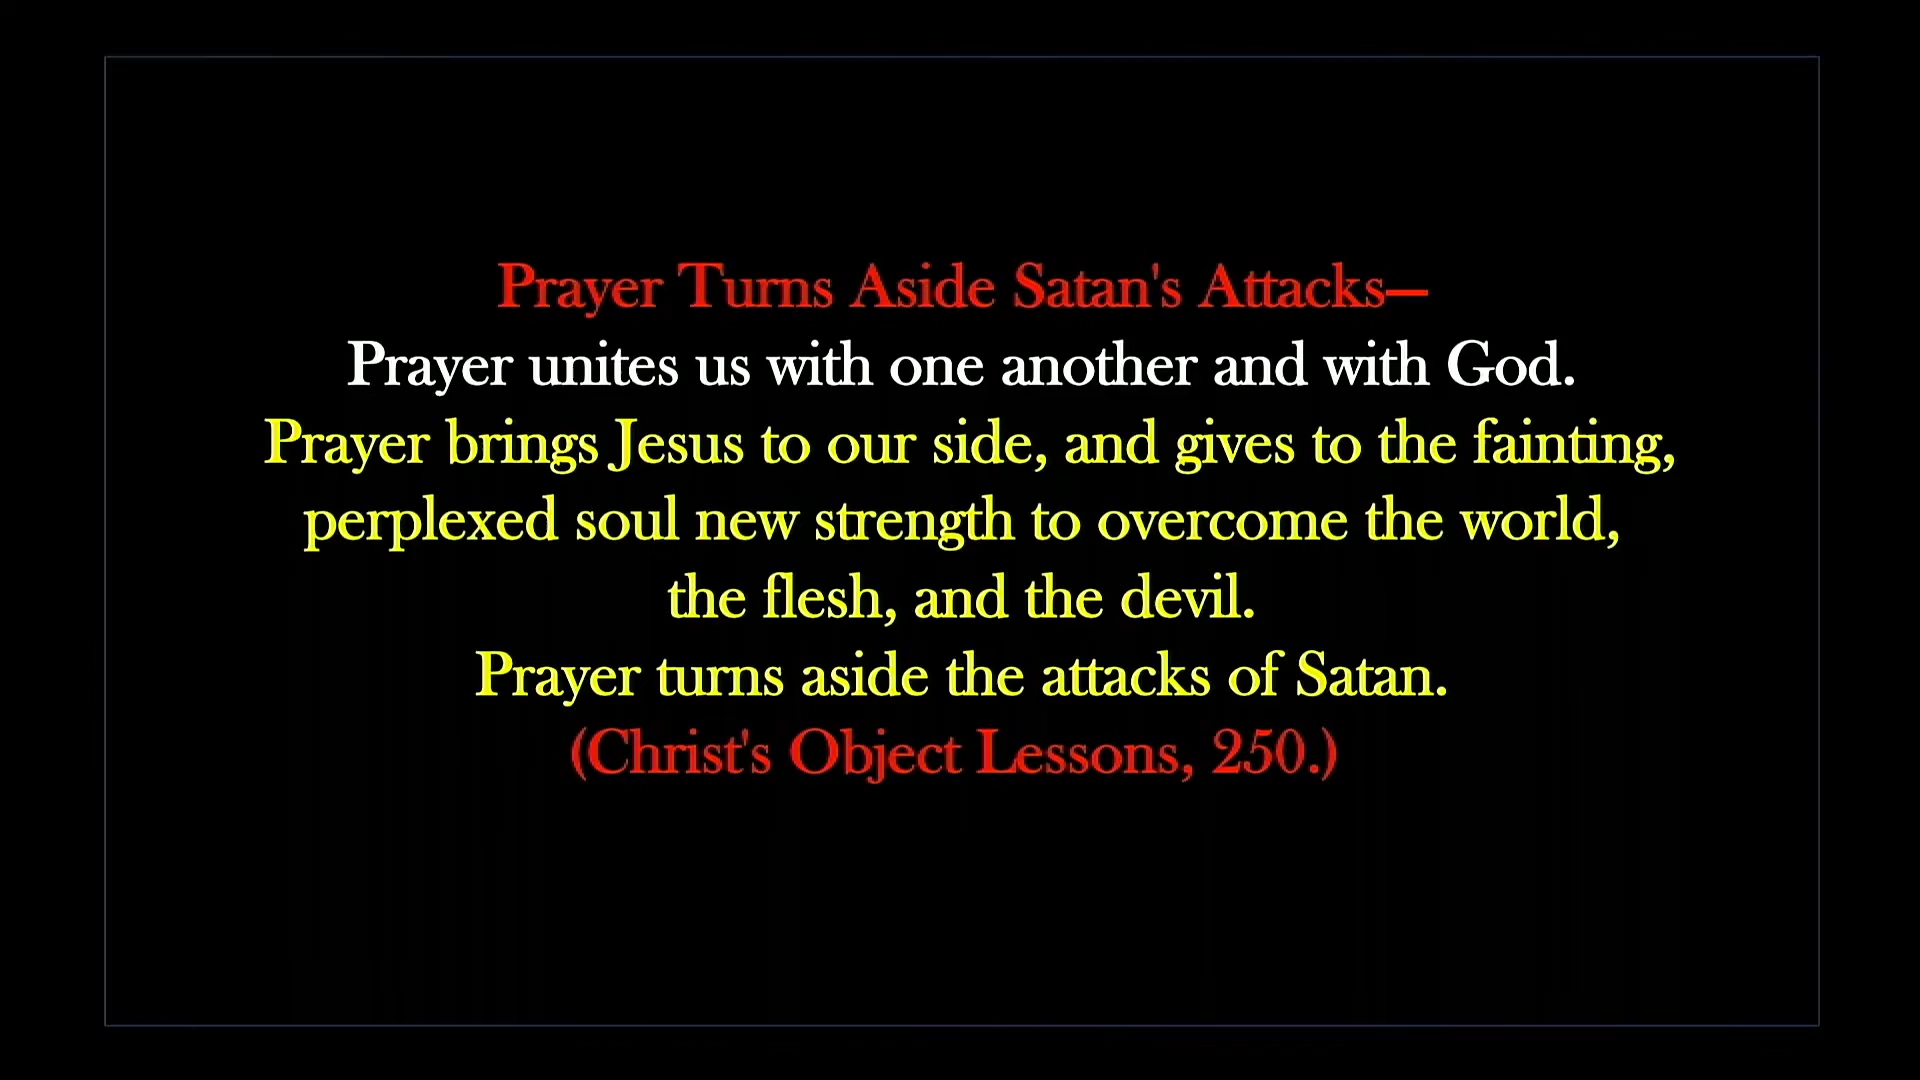 Prayer Turns Aside Satan's Attacks—
Prayer unites us with one another and with God.
Prayer brings Jesus to our side, and gives to the fainting,
perplexed soul new strength to overcome the world,
the flesh, and the devil.
Prayer turns aside the attacks of Satan.
(Christ's Object Lessons, 250.)